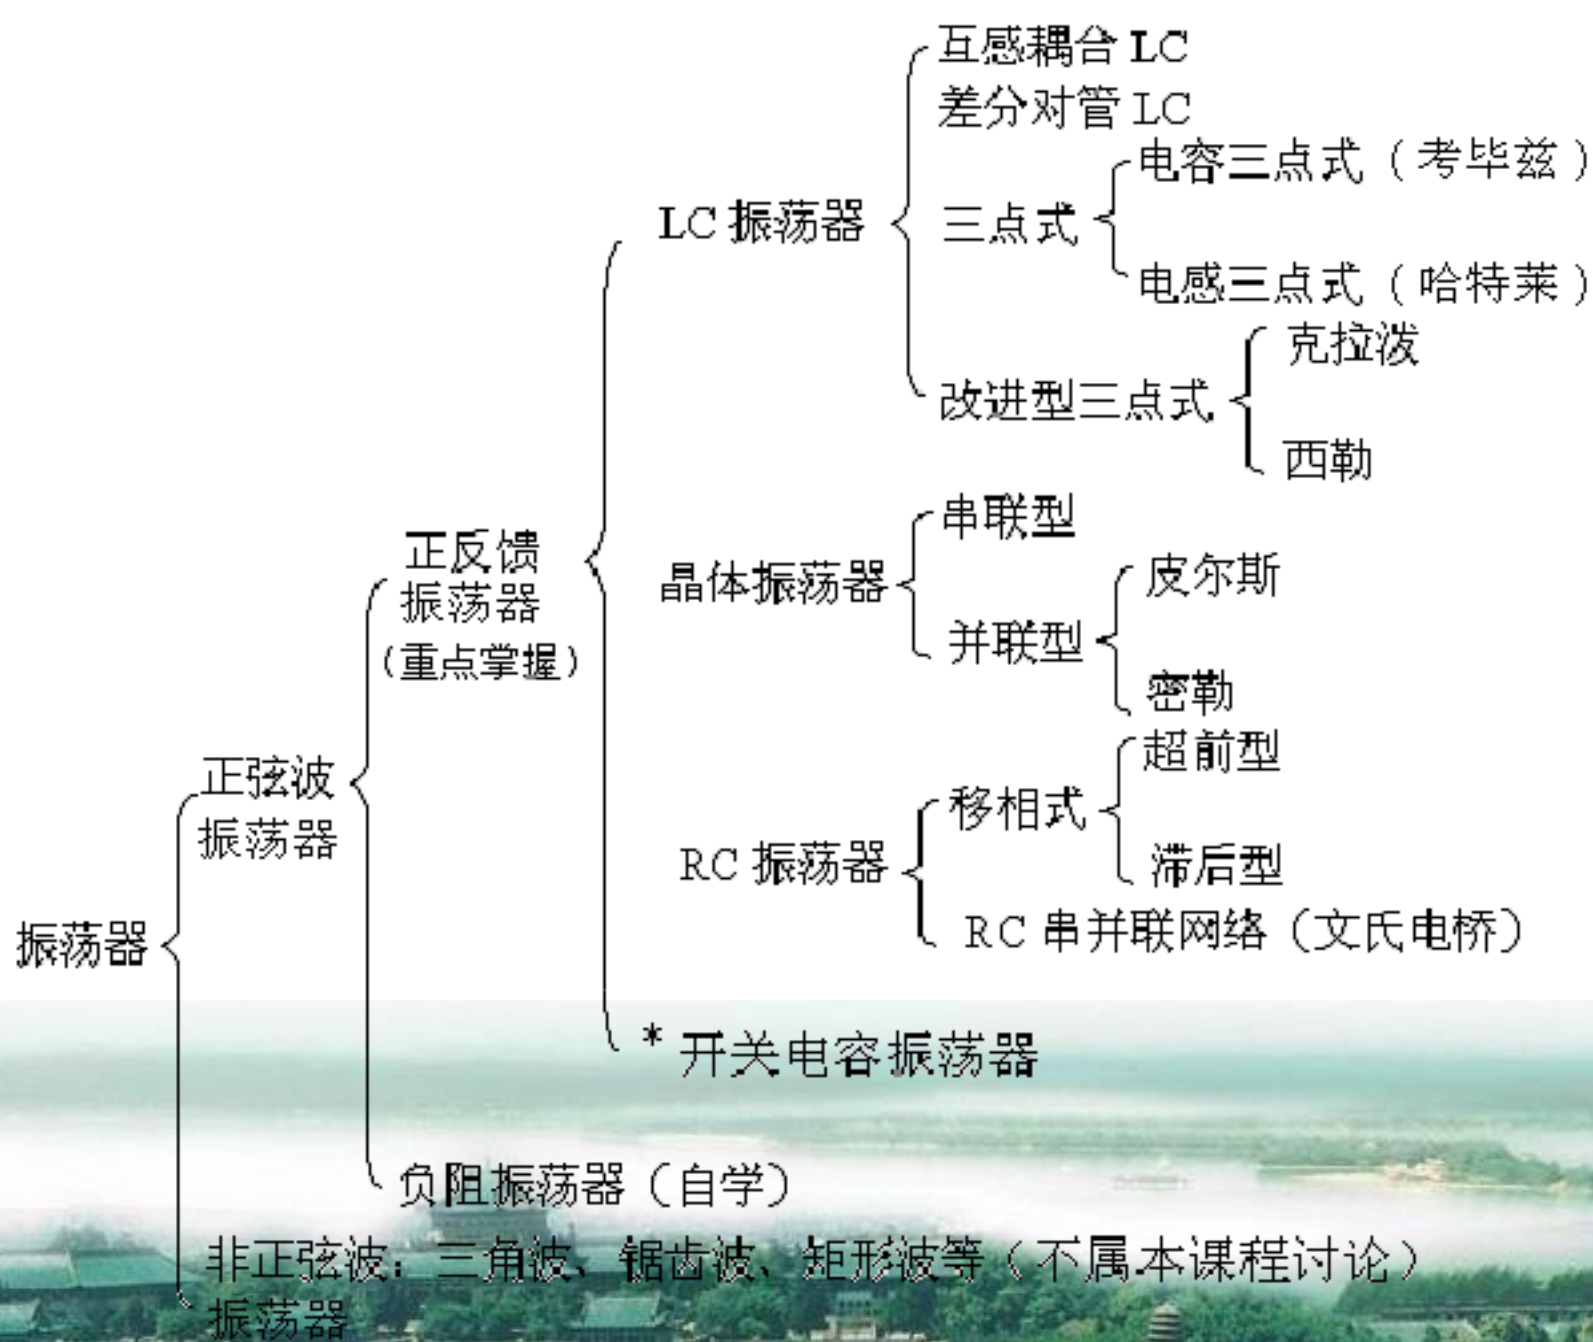 互感耦合 LC
差分对管 LC
电容三点式（考毕兹）
LC 振荡器
三点式
电感三点式（哈特莱）
克拉泼
改进型三点式
西勒
串联型
正反馈
振荡器
(重点掌握)
晶体振荡器
皮尔斯
并联型
密勒
超前型
正弦波
振荡器
移相式
RC 振荡器
滞后型
振荡器
RC 串并联网络（文氏电桥）
* 开关电容振荡器
负阻振荡器（自学）
非正弦波：三角波、锯齿波、矩形波等（不属本课程讨论）
振荡器